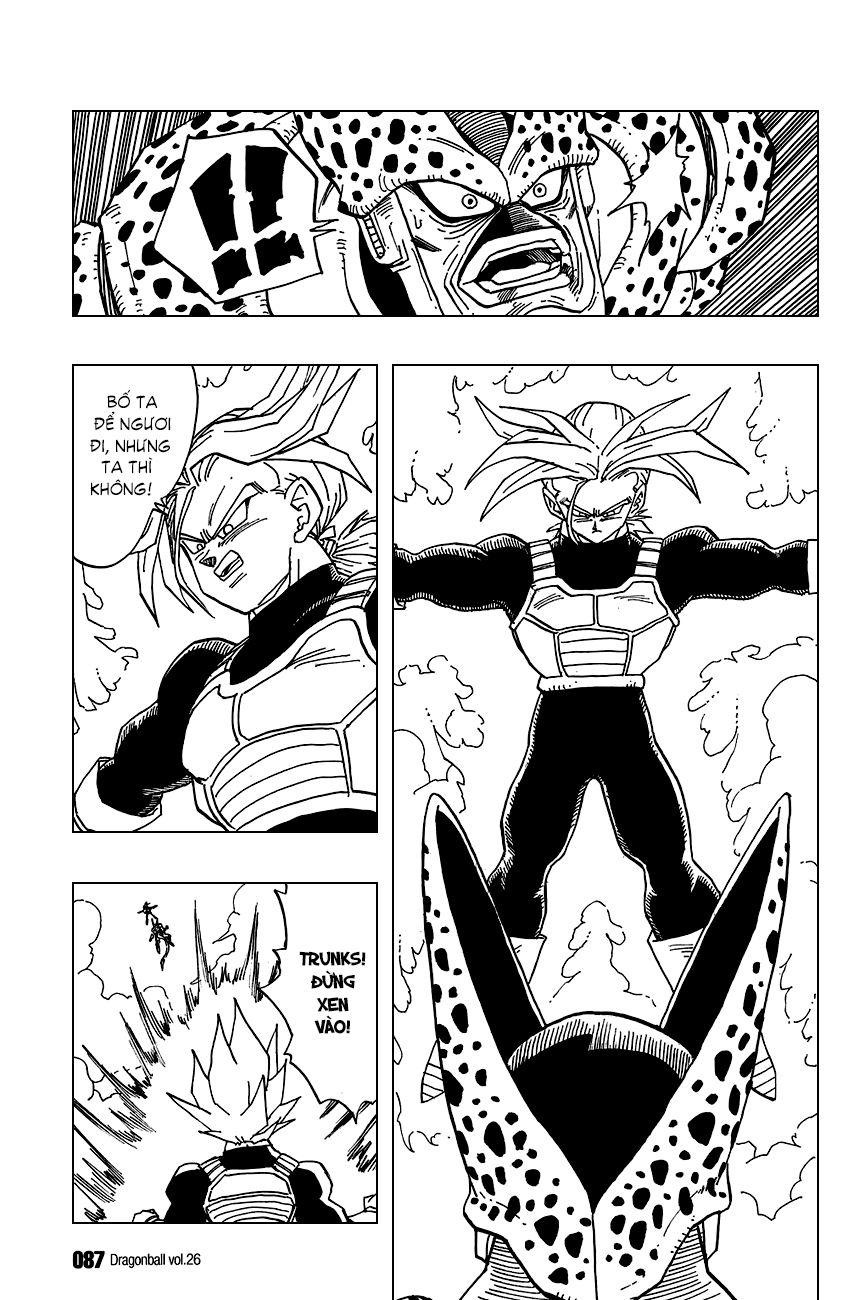 !!
BỐ TA
ĐỂ NGƯƠI
ĐI, NHƯNG
TA THÌ
KHÔNG!
TRUNKS!
ĐỪNG
XEN
VÀO!
087 Dragonball vol.26